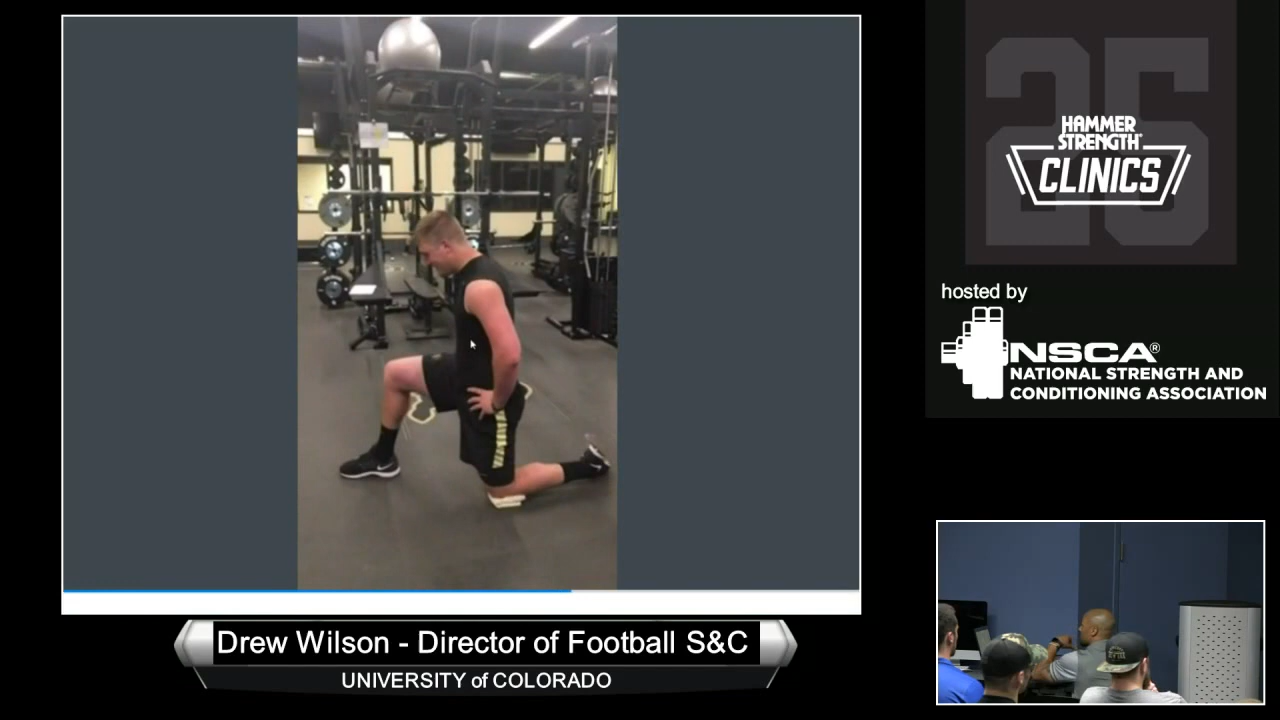 25
HAMMER
STRENGTH
CLINICS
hosted by
NSCA®
NATIONAL STRENGTH AND
CONDITIONING ASSOCIATION
Drew Wilson - Director of Football S&C
UNIVERSITY of COLORADO